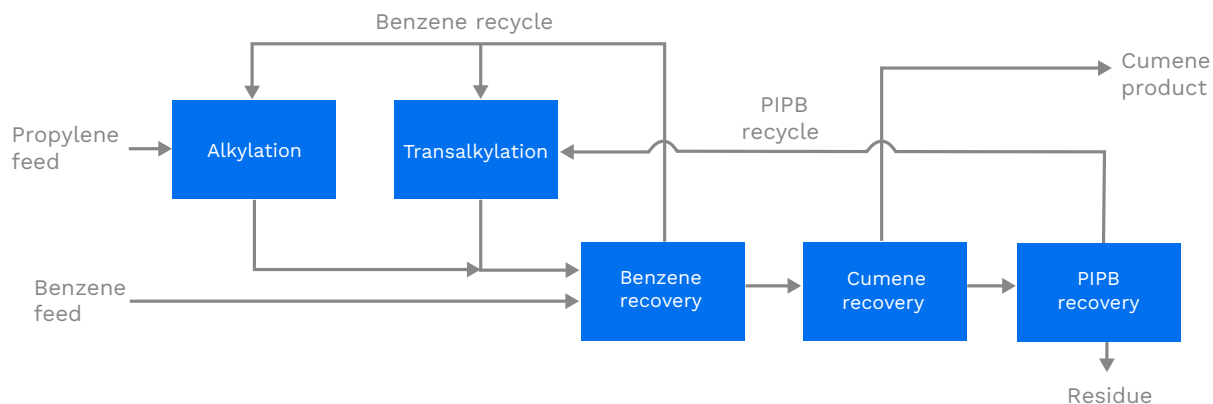 Benzene recycle
Cumene
product
PIPB
recycle
Propylene
feed
Alkylation
Transalkylation
Benzene
feed
Benzene
recovery
Cumene
recovery
PIPB
recovery
Residue